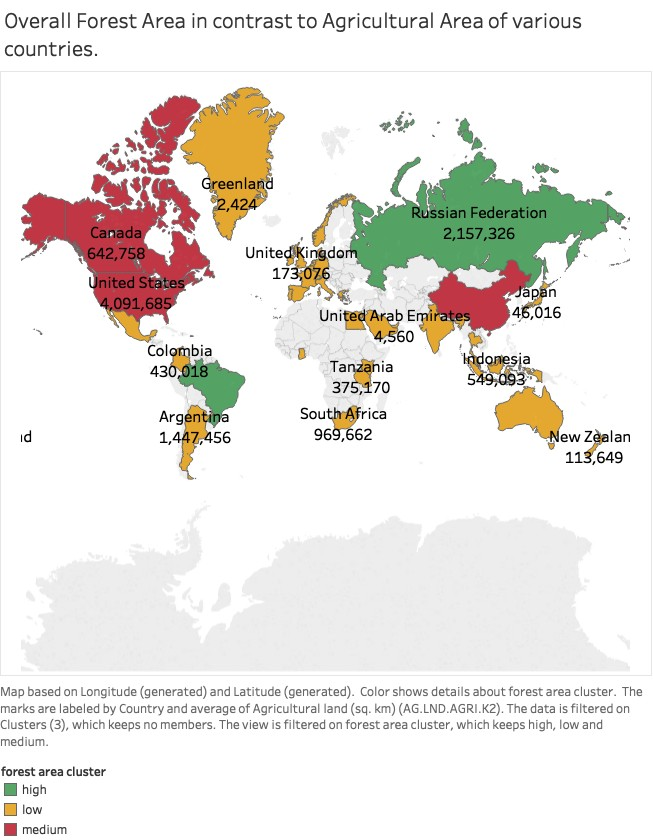 Overall Forest Area in contrast to Agricultural Area of various
countries.
Greenland
2,424
Canada
642,758
Russian Federation
2,157,326
United Kingdom
173,076
United States
4,091,685
Japan
46,016
United Arab Emirates
4,560
Colombia
430,018
Tanzania
375,170
Indonesia
549,093
Argentina
1,447,456
South Africa
969,662
ıd
New Zealan
113,649
Map based on Longitude (generated) and Latitude (generated).  Color shows details about forest area cluster.  The
marks are labeled by Country and average of Agricultural land (sq. km) (AG.LND.AGRI.K2). The data is filtered on
Clusters (3), which keeps no members. The view is filtered on forest area cluster, which keeps high, low and
medium.
forest area cluster
high
low
medium